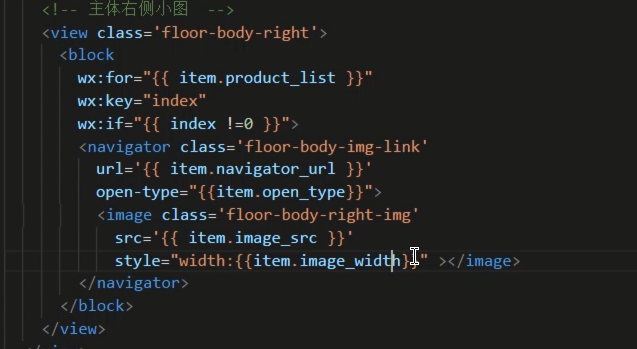 <!-- 主体右侧小图  -->
<view class='floor-body-right'>
<block
wx:for="{{ item.product_list }}"
wx:key="index"
wx:if="{{ index !=0 }}">
<navigator class='floor-body-img-link'
url='{{ item.navigator_url }}'
open-type="{{item.open_type}}">
<image class='floor-body-right-img'
src='{{ item.image_src }}'
style="width:{{item.image_width}}" ></image>
</navigator>
</block>
</view>